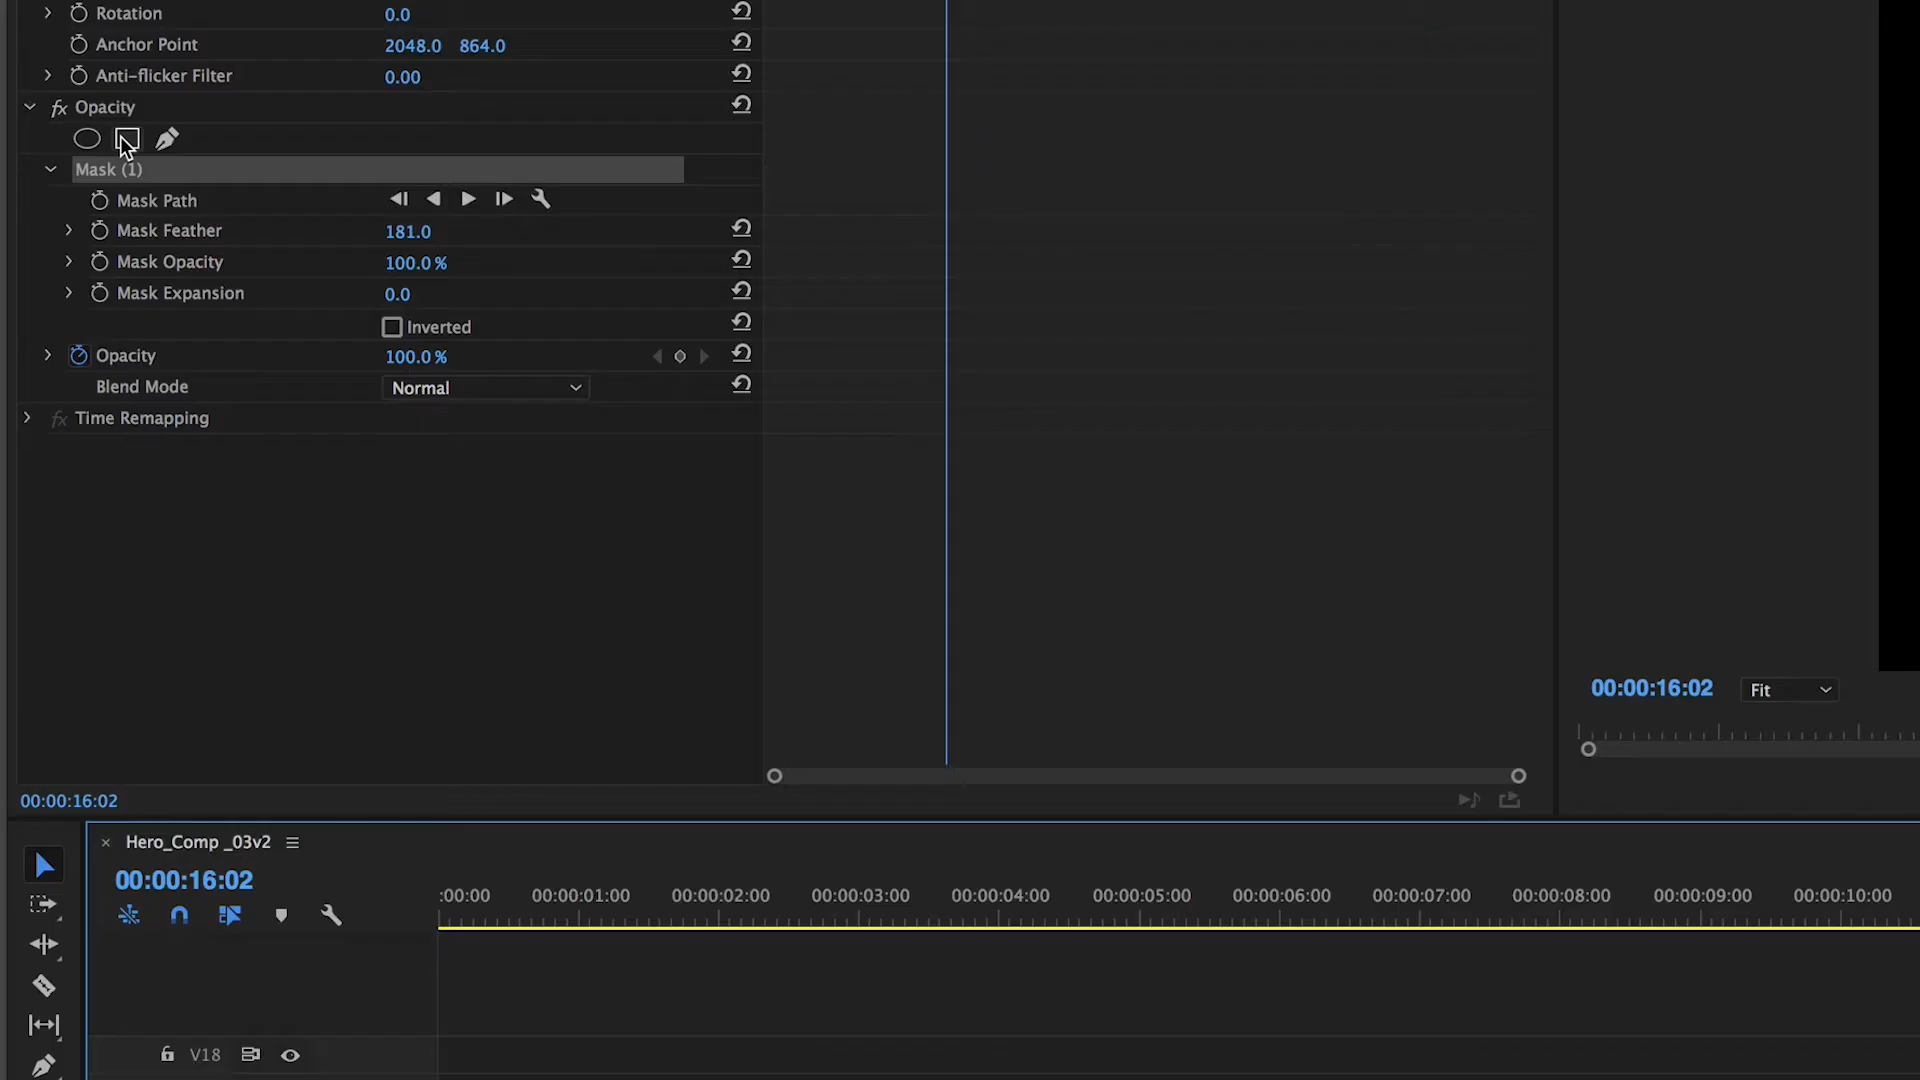 Rotation 0.0
Anchor Point 2048.0 864.0
Anti-flicker Filter 0.00
fx Opacity
Mask (1)
Mask Path
Mask Feather 181.0
Mask Opacity 100.0 %
Mask Expansion 0.0
Inverted
Opacity 100.0 %
Blend Mode Normal
fx Time Remapping
00:00:16:02 Fit
00:00:16:02
× Hero_Comp _03v2
00:00:16:02
:00:00 00:00:01:00 00:00:02:00 00:00:03:00 00:00:04:00 00:00:05:00 00:00:06:00 00:00:07:00 00:00:08:00 00:00:09:00 00:00:10:00
V18